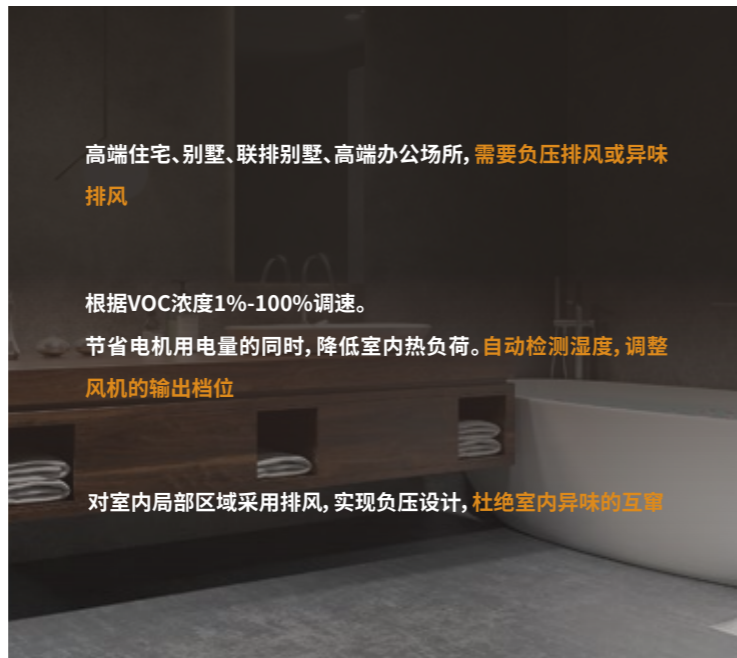 高端住宅、别墅、联排别墅、高端办公场所,需要负压排风或异味
排风
根据VOC浓度1%-100%调速。
节省电机用电量的同时,降低室内热负荷。自动检测湿度,调整
风机的输出档位
对室内局部区域采用排风,实现负压设计,杜绝室内异味的互窜